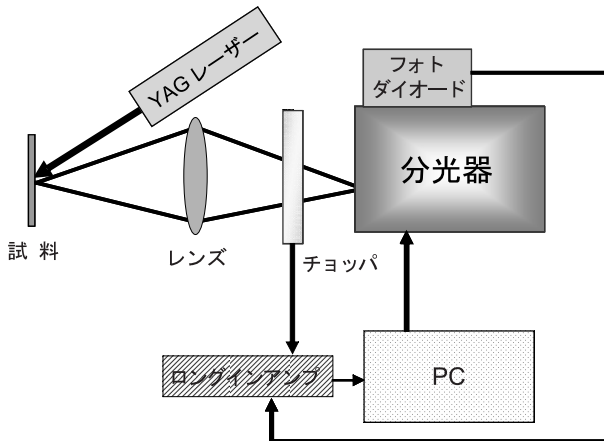 YAG レーザー
フォト
ダイオード
分光器
試 料
レンズ
チョッパ
ロングインアンプ
PC